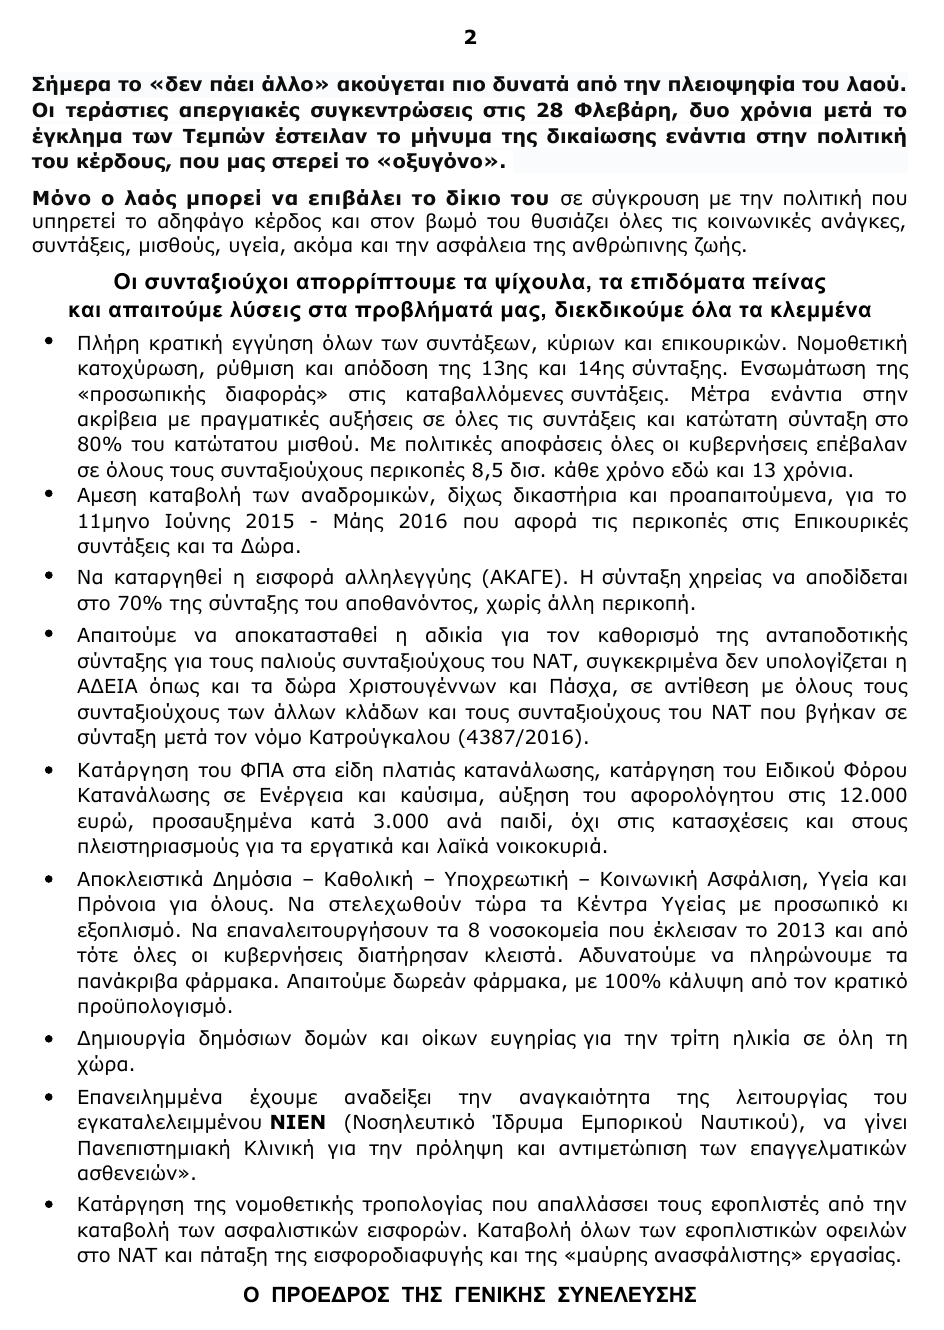 2
Σήμερα το «δεν πάει άλλο» ακούγεται πιο δυνατά από την πλειοψηφία του λαού.
Οι τεράστιες απεργιακές συγκεντρώσεις στις 28 Φλεβάρη, δυο χρόνια μετά το
έγκλημα των Τεμπών έστειλαν το μήνυμα της δικαίωσης ενάντια στην πολιτική
του κέρδους, που μας στερεί το «οξυγόνο».
Μόνο ο λαός μπορεί να επιβάλει το δίκιο του σε σύγκρουση με την πολιτική που
υπηρετεί το αδηφάγο κέρδος και στον βωμό του θυσιάζει όλες τις κοινωνικές ανάγκες,
συντάξεις, μισθούς, υγεία, ακόμα και την ασφάλεια της ανθρώπινης ζωής.
Οι συνταξιούχοι απορρίπτουμε τα ψίχουλα, τα επιδόματα πείνας
και απαιτούμε λύσεις στα προβλήματά μας, διεκδικούμε όλα τα κλεμμένα
• Πλήρη κρατική εγγύηση όλων των συντάξεων, κύριων και επικουρικών. Νομοθετική
κατοχύρωση, ρύθμιση και απόδοση της 13ης και 14ης σύνταξης. Ενσωμάτωση της
«προσωπικής διαφοράς» στις καταβαλλόμενες συντάξεις. Μέτρα ενάντια στην
ακρίβεια με πραγματικές αυξήσεις σε όλες τις συντάξεις και κατώτατη σύνταξη στο
80% του κατώτατου μισθού. Με πολιτικές αποφάσεις όλες οι κυβερνήσεις επέβαλαν
σε όλους τους συνταξιούχους περικοπές 8,5 δισ. κάθε χρόνο εδώ και 13 χρόνια.
• Αμεση καταβολή των αναδρομικών, δίχως δικαστήρια και προαπαιτούμενα, για το
11μηνο Ιούνης 2015 - Μάης 2016 που αφορά τις περικοπές στις Επικουρικές
συντάξεις και τα Δώρα.
• Να καταργηθεί η εισφορά αλληλεγγύης (ΑΚΑΓΕ). Η σύνταξη χηρείας να αποδίδεται
στο 70% της σύνταξης του αποθανόντος, χωρίς άλλη περικοπή.
• Απαιτούμε να αποκατασταθεί η αδικία για τον καθορισμό της ανταποδοτικής
σύνταξης για τους παλιούς συνταξιούχους του ΝΑΤ, συγκεκριμένα δεν υπολογίζεται η
ΑΔΕΙΑ όπως και τα δώρα Χριστουγέννων και Πάσχα, σε αντίθεση με όλους τους
συνταξιούχους των άλλων κλάδων και τους συνταξιούχους του ΝΑΤ που βγήκαν σε
σύνταξη μετά τον νόμο Κατρούγκαλου (4387/2016).
• Κατάργηση του ΦΠΑ στα είδη πλατιάς κατανάλωσης, κατάργηση του Ειδικού Φόρου
Κατανάλωσης σε Ενέργεια και καύσιμα, αύξηση του αφορολόγητου στις 12.000
ευρώ, προσαυξημένα κατά 3.000 ανά παιδί, όχι στις κατασχέσεις και στους
πλειστηριασμούς για τα εργατικά και λαϊκά νοικοκυριά.
• Αποκλειστικά Δημόσια – Καθολική – Υποχρεωτική – Κοινωνική Ασφάλιση, Υγεία και
Πρόνοια για όλους. Να στελεχωθούν τώρα τα Κέντρα Υγείας με προσωπικό κι
εξοπλισμό. Να επαναλειτουργήσουν τα 8 νοσοκομεία που έκλεισαν το 2013 και από
τότε όλες οι κυβερνήσεις διατήρησαν κλειστά. Αδυνατούμε να πληρώνουμε τα
πανάκριβα φάρμακα. Απαιτούμε δωρεάν φάρμακα, με 100% κάλυψη από τον κρατικό
προϋπολογισμό.
• Δημιουργία δημόσιων δομών και οίκων ευγηρίας για την τρίτη ηλικία σε όλη τη
χώρα.
• Επανειλημμένα έχουμε αναδείξει την αναγκαιότητα της λειτουργίας του
εγκαταλελειμμένου ΝΙΕΝ (Νοσηλευτικό Ίδρυμα Εμπορικού Ναυτικού), να γίνει
Πανεπιστημιακή Κλινική για την πρόληψη και αντιμετώπιση των επαγγελματικών
ασθενειών».
• Κατάργηση της νομοθετικής τροπολογίας που απαλλάσσει τους εφοπλιστές από την
καταβολή των ασφαλιστικών εισφορών. Καταβολή όλων των εφοπλιστικών οφειλών
στο ΝΑΤ και πάταξη της εισφοροδιαφυγής και της «μαύρης ανασφάλιστης» εργασίας.
Ο ΠΡΟΕΔΡΟΣ ΤΗΣ ΓΕΝΙΚΗΣ ΣΥΝΕΛΕΥΣΗΣ